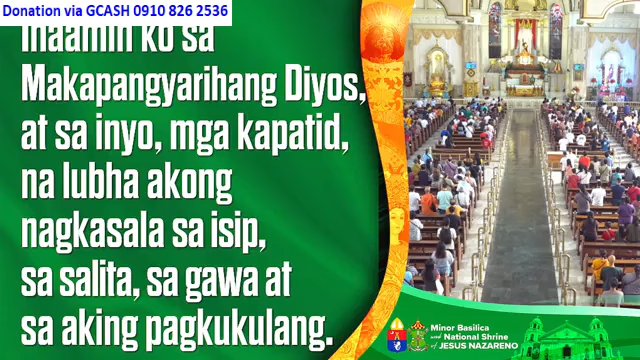 Donation via GCASH 0910 826 2536
Inaamin ko sa
Makapangyarihang Diyos,
at sa inyo, mga kapatid,
na lubha akong
nagkasala sa isip,
sa salita, sa gawa at
sa aking pagkukulang.
Minor Basilica
and National Shrine
of JESUS NAZARENO